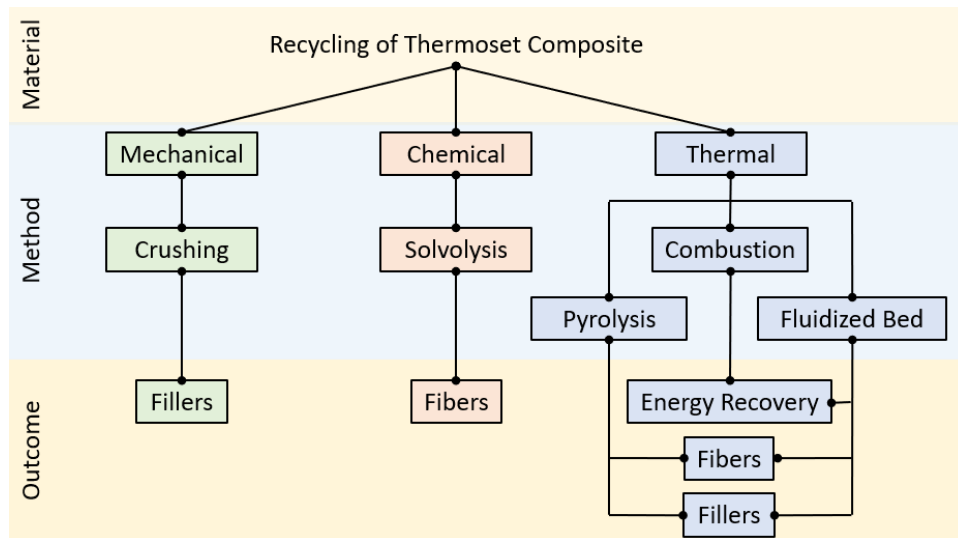 Material
Recycling of Thermoset Composite
Method
Mechanical
Chemical
Thermal
Crushing
Solvolysis
Combustion
Pyrolysis
Fluidized Bed
Outcome
Fillers
Fibers
Energy Recovery
Fibers
Fillers